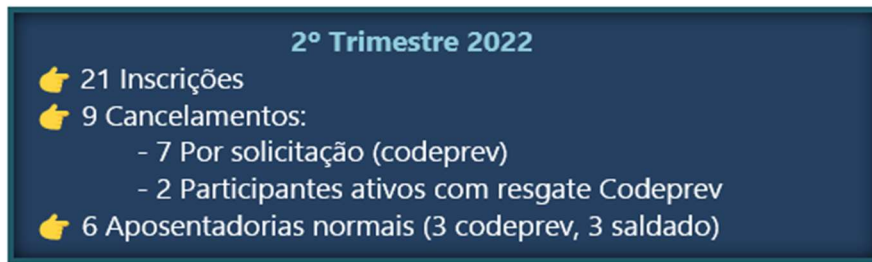 2º Trimestre 2022
👉 21 Inscrições
👉 9 Cancelamentos:
- 7 Por solicitação (codeprev)
- 2 Participantes ativos com resgate Codeprev
👉 6 Aposentadorias normais (3 codeprev, 3 saldado)